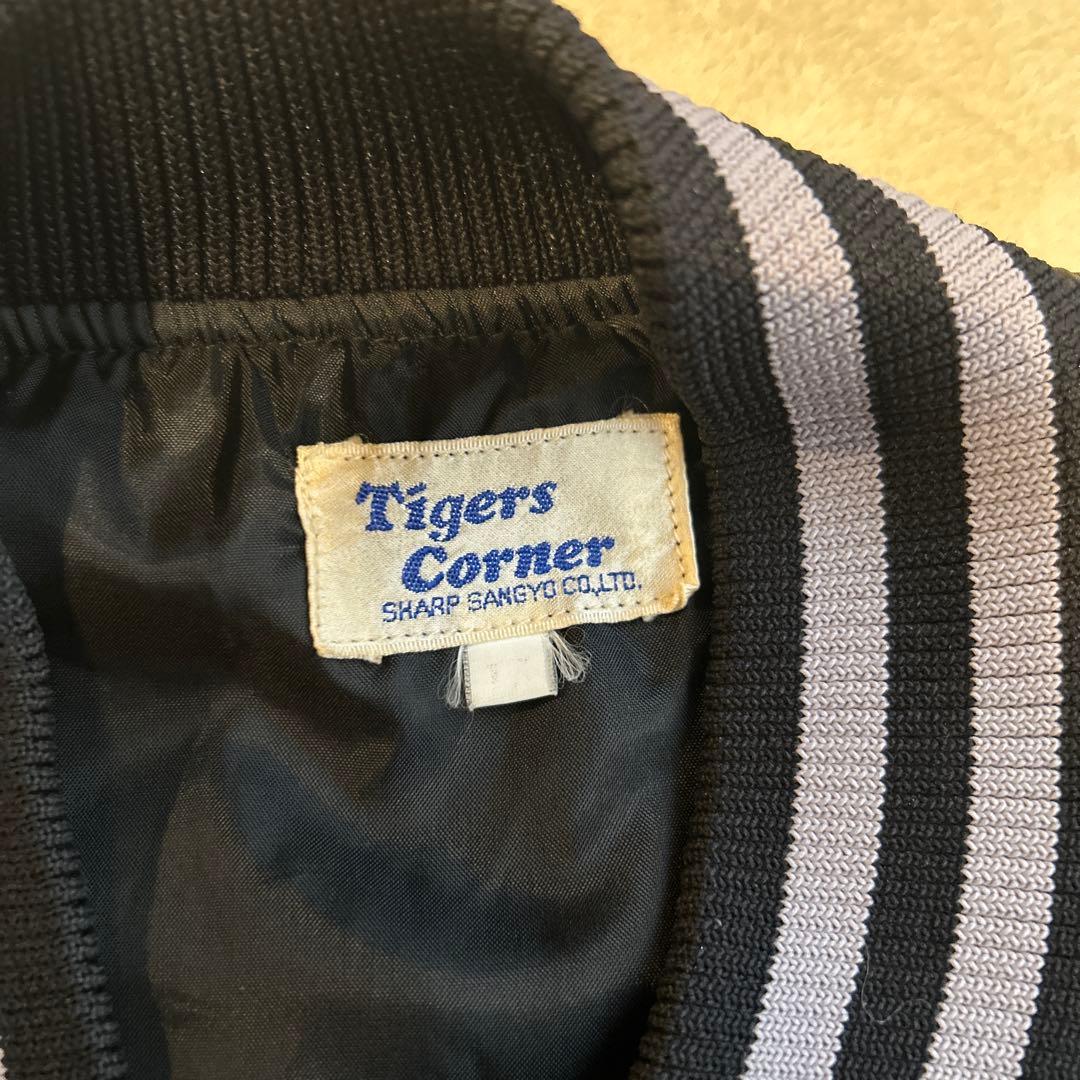 Tigers
Corner
SHARP SANGYO CO.,LTD.